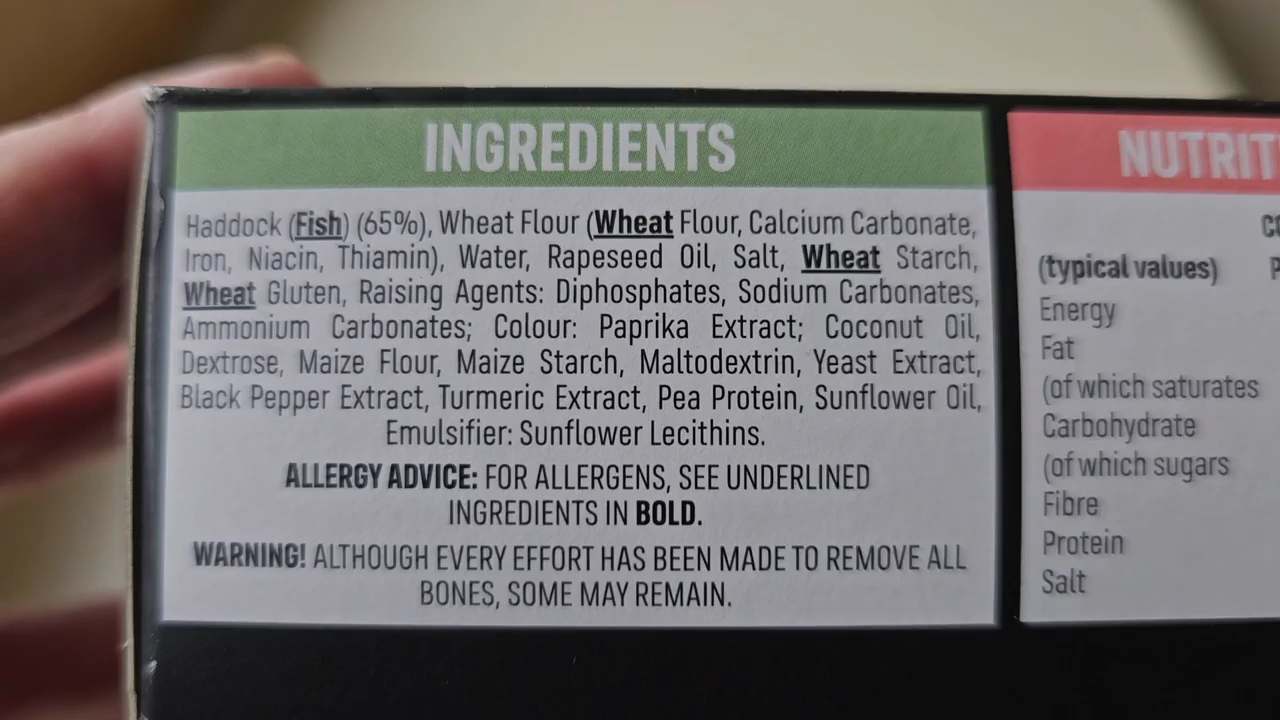 INGREDIENTS
Haddock (Fish) (65%), Wheat Flour (Wheat Flour, Calcium Carbonate,
Iron, Niacin, Thiamin), Water, Rapeseed Oil, Salt, Wheat Starch,
Wheat Gluten, Raising Agents: Diphosphates, Sodium Carbonates,
Ammonium Carbonates; Colour: Paprika Extract; Coconut Oil,
Dextrose, Maize Flour, Maize Starch, Maltodextrin, Yeast Extract,
Black Pepper Extract, Turmeric Extract, Pea Protein, Sunflower Oil,
Emulsifier: Sunflower Lecithins.
ALLERGY ADVICE: FOR ALLERGENS, SEE UNDERLINED
INGREDIENTS IN BOLD.
WARNING! ALTHOUGH EVERY EFFORT HAS BEEN MADE TO REMOVE ALL
BONES, SOME MAY REMAIN.
(typical values)
Energy
Fat
(of which saturates
Carbohydrate
(of which sugars
Fibre
Protein
Salt